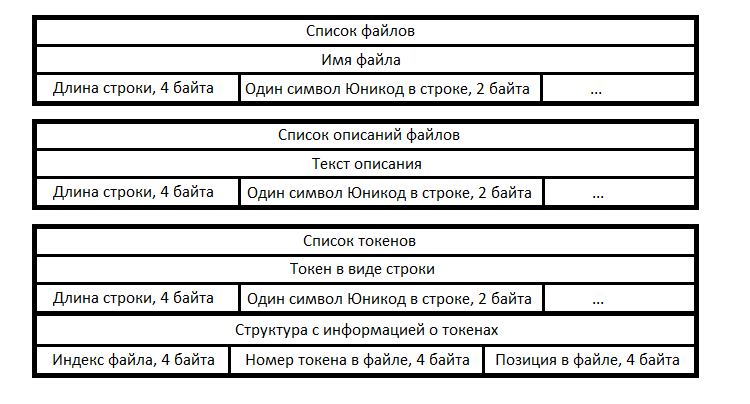 Список файлов
Имя файла
Длина строки, 4 байта Один символ Юникод в строке, 2 байта ...
Список описаний файлов
Текст описания
Длина строки, 4 байта Один символ Юникод в строке, 2 байта ...
Список токенов
Токен в виде строки
Длина строки, 4 байта Один символ Юникод в строке, 2 байта ...
Структура с информацией о токенах
Индекс файла, 4 байта Номер токена в файле, 4 байта Позиция в файле, 4 байта